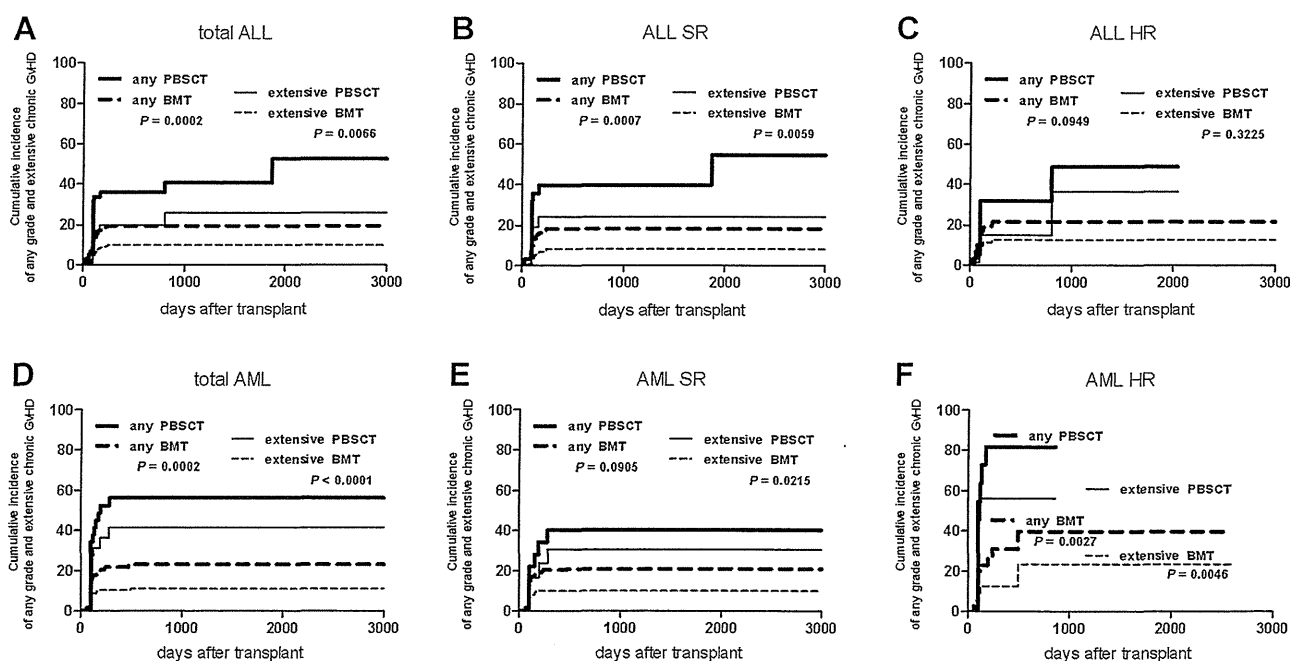 A
total ALL
Cumulative incidence
of any grade and extensive chronic GvHD
100
80
60
40
20
0
any PBSCT
any BMT
P = 0.0002
extensive PBSCT
extensive BMT
P = 0.0066
0
1000
2000
3000
days after transplant
B
ALL SR
Cumulative incidence
of any grade and extensive chronic GvHD
100
80
60
40
20
0
any PBSCT
any BMT
P = 0.0007
extensive PBSCT
extensive BMT
P = 0.0059
0
1000
2000
3000
days after transplant
C
ALL HR
Cumulative incidence
of any grade and extensive chronic GvHD
100
80
60
40
20
0
any PBSCT
any BMT
P = 0.0949
extensive PBSCT
extensive BMT
P = 0.3225
0
1000
2000
3000
days after transplant
D
total AML
Cumulative incidence
of any grade and extensive chronic GvHD
100
80
60
40
20
0
any PBSCT
any BMT
P = 0.0002
extensive PBSCT
extensive BMT
P < 0.0001
0
1000
2000
3000
days after transplant
E
AML SR
Cumulative incidence
of any grade and extensive chronic GvHD
100
80
60
40
20
0
any PBSCT
any BMT
P = 0.0905
extensive PBSCT
extensive BMT
P = 0.0215
0
1000
2000
3000
days after transplant
F
AML HR
Cumulative incidence
of any grade and extensive chronic GvHD
100
80
60
40
20
0
any PBSCT
extensive PBSCT
any BMT
P = 0.0027
extensive BMT
P = 0.0046
0
1000
2000
3000
days after transplant